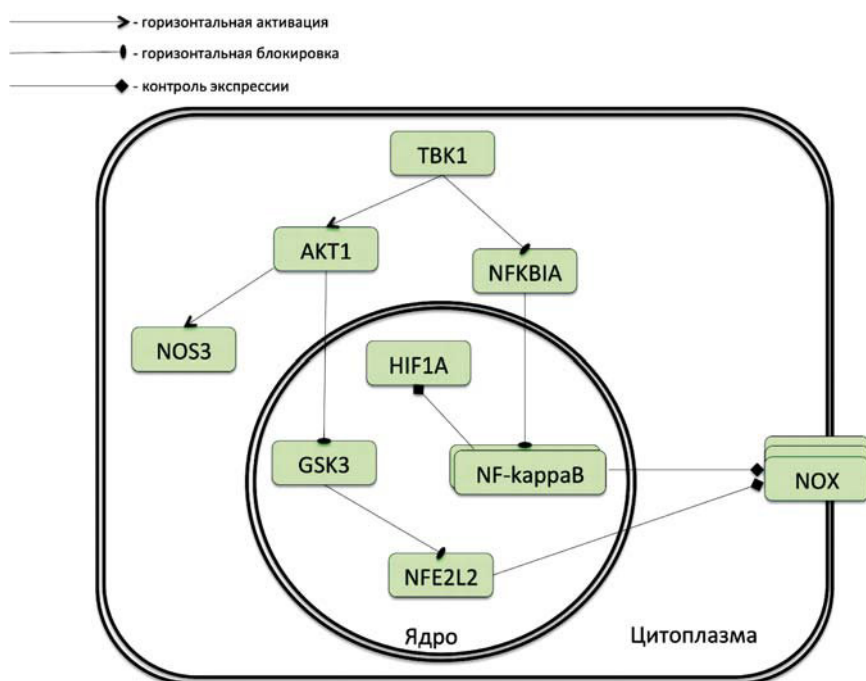 - горизонтальная активация
- горизонтальная блокировка
- контроль экспрессии
TBK1
AKT1
NFKBIA
NOS3
HIF1A
GSK3
NF-kappaB
NOX
NFE2L2
Ядро
Цитоплазма